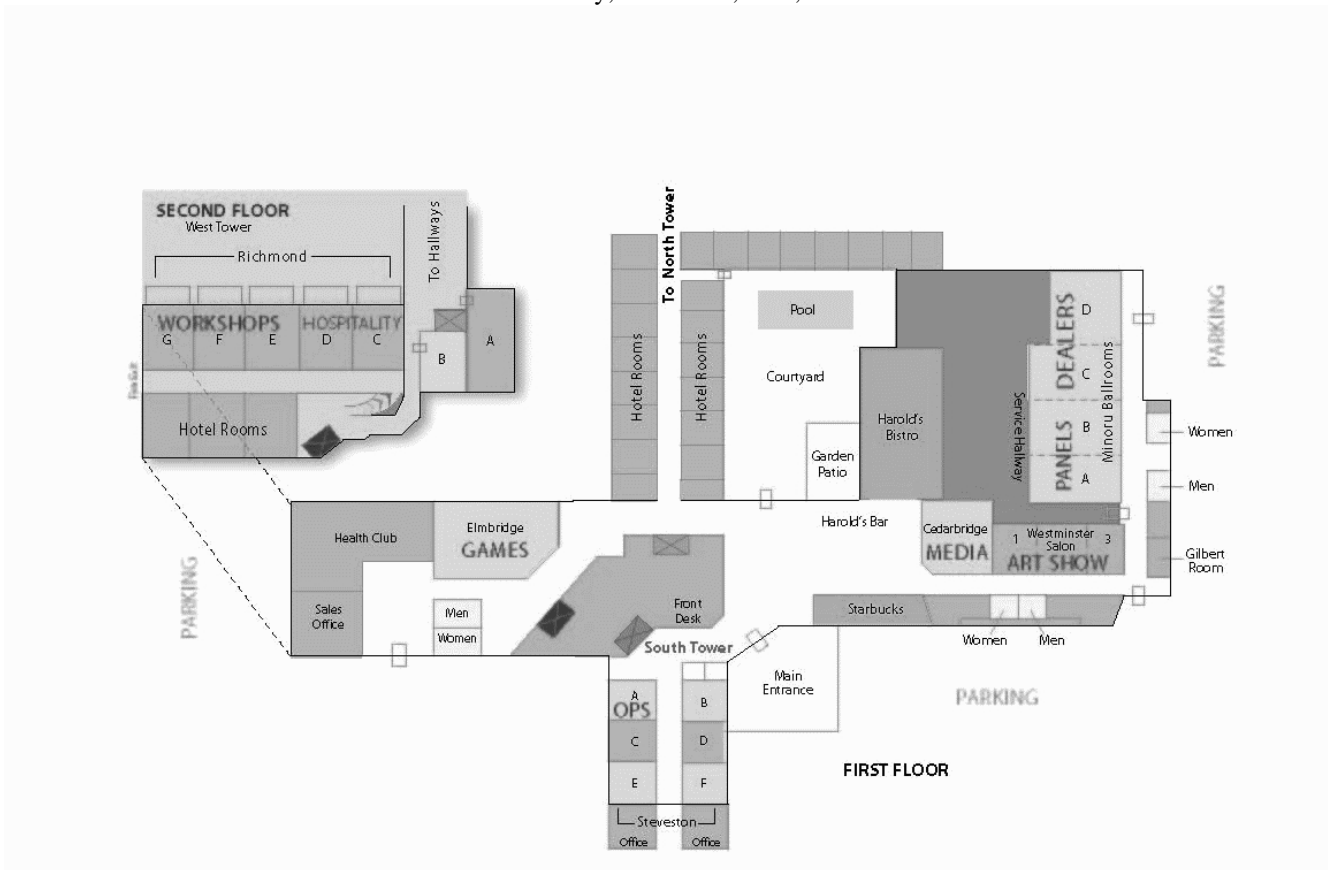 SECOND FLOOR
West Tower
Richmond
To Hallways
WORKSHOPS
HOSPITALITY
G
F
E
D
C
B
A
Hotel Rooms
To North Tower
Hotel Rooms
Hotel Rooms
Pool
Courtyard
Garden
Patio
Harold's
Bistro
Harold's Bar
Service Hallway
DEALERS
PANELS
Minoru Ballrooms
D
C
B
A
PARKING
Women
Men
Gilbert
Room
Cedarbridge
MEDIA
1 Westminster 3
Salon
ART SHOW
Health Club
Elmbridge
GAMES
Sales
Office
Men
Women
PARKING
Front
Desk
South Tower
Starbucks
Women
Men
Main
Entrance
PARKING
A
OPS
B
C
D
E
F
Steveston
Office
Office
FIRST FLOOR